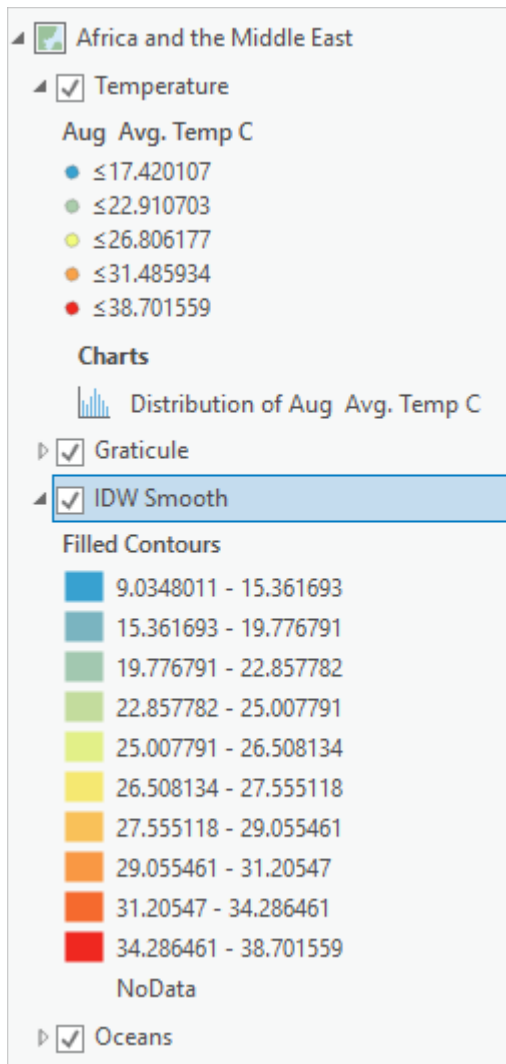 Africa and the Middle East
Temperature
Aug Avg. Temp C
≤17.420107
≤22.910703
≤26.806177
≤31.485934
≤38.701559
Charts
Distribution of Aug Avg. Temp C
Graticule
IDW Smooth
Filled Contours
9.0348011 - 15.361693
15.361693 - 19.776791
19.776791 - 22.857782
22.857782 - 25.007791
25.007791 - 26.508134
26.508134 - 27.555118
27.555118 - 29.055461
29.055461 - 31.20547
31.20547 - 34.286461
34.286461 - 38.701559
NoData
Oceans